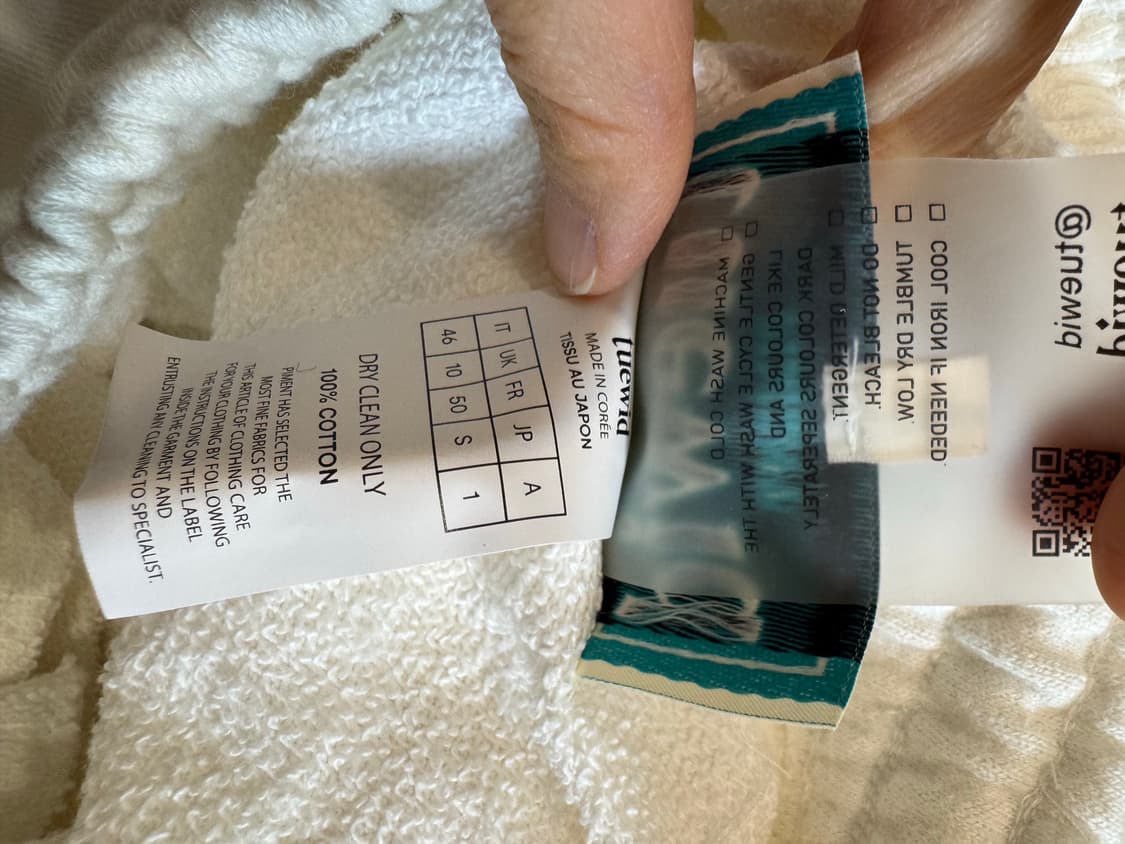 tuewid
MADE IN CORÉE
TISSU AU JAPON
IT UK FR JP A
46 10 50 S 1
DRY CLEAN ONLY
100% COTTON
PIMENT HAS SELECTED THE
MOST FINE FABRICS FOR
THIS ARTICLE OF CLOTHING CARE
FOR YOUR CLOTHING BY FOLLOWING
THE INSTRUCTIONS ON THE LABEL
INSIDE THE GARMENT AND
ENTRUSTING ANY CLEANING TO SPECIALIST.
MACHINE WASH COLD.
GENTLE CYCLE WASH WITH THE
LIKE COLOURS AND
DARK COLOURS SEPERATELY
MILD DETERGENT.
DO NOT BLEACH.
TUMBLE DRY LOW.
COOL IRON IF NEEDED.
@tuewid